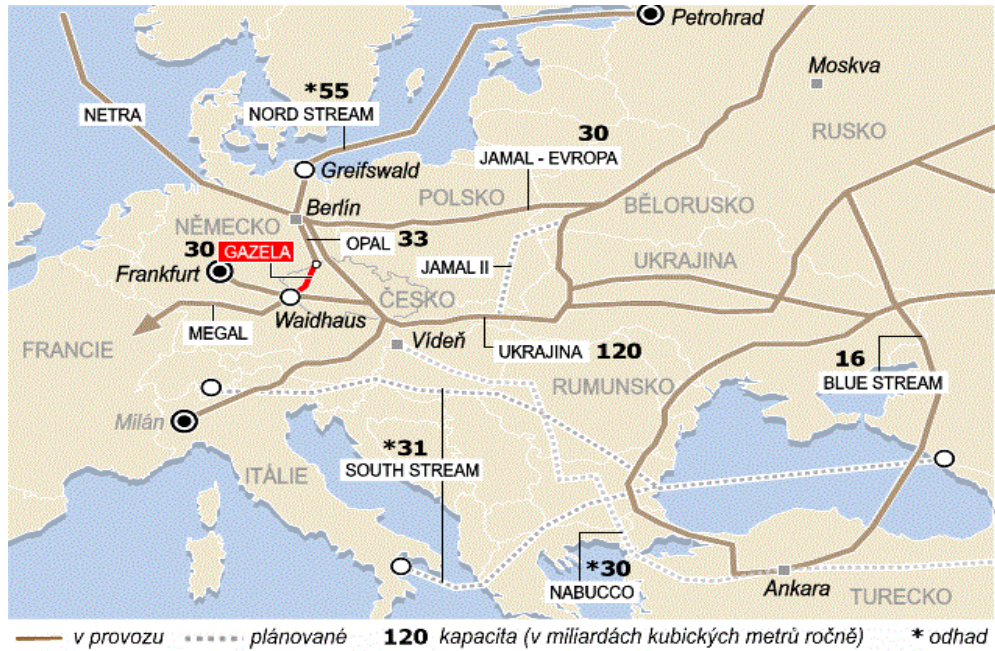 Petrohrad
Moskva
*55
NETRA
NORD STREAM
30
RUSKO
JAMAL - EVROPA
Greifswald
POLSKO
BĚLORUSKO
Berlín
NĚMECKO
OPAL 33
30 GAZELA
UKRAJINA
Frankfurt
JAMAL II
ČESKO
Waidhaus
MEGAL
Vídeň
FRANCIE
UKRAJINA 120
16
RUMUNSKO
BLUE STREAM
Milán
*31
ITÁLIE
SOUTH STREAM
*30
NABUCCO
Ankara
TURECKO
v provozu plánované 120 kapacita (v miliardách kubických metrů ročně) * odhad